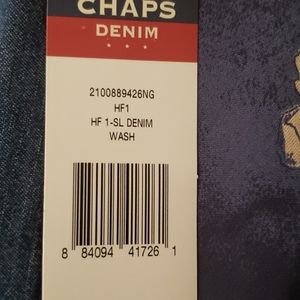 CHAPS
DENIM
2100889426NG
HF1
HF 1-SL DENIM
WASH
8 84094 41726 1